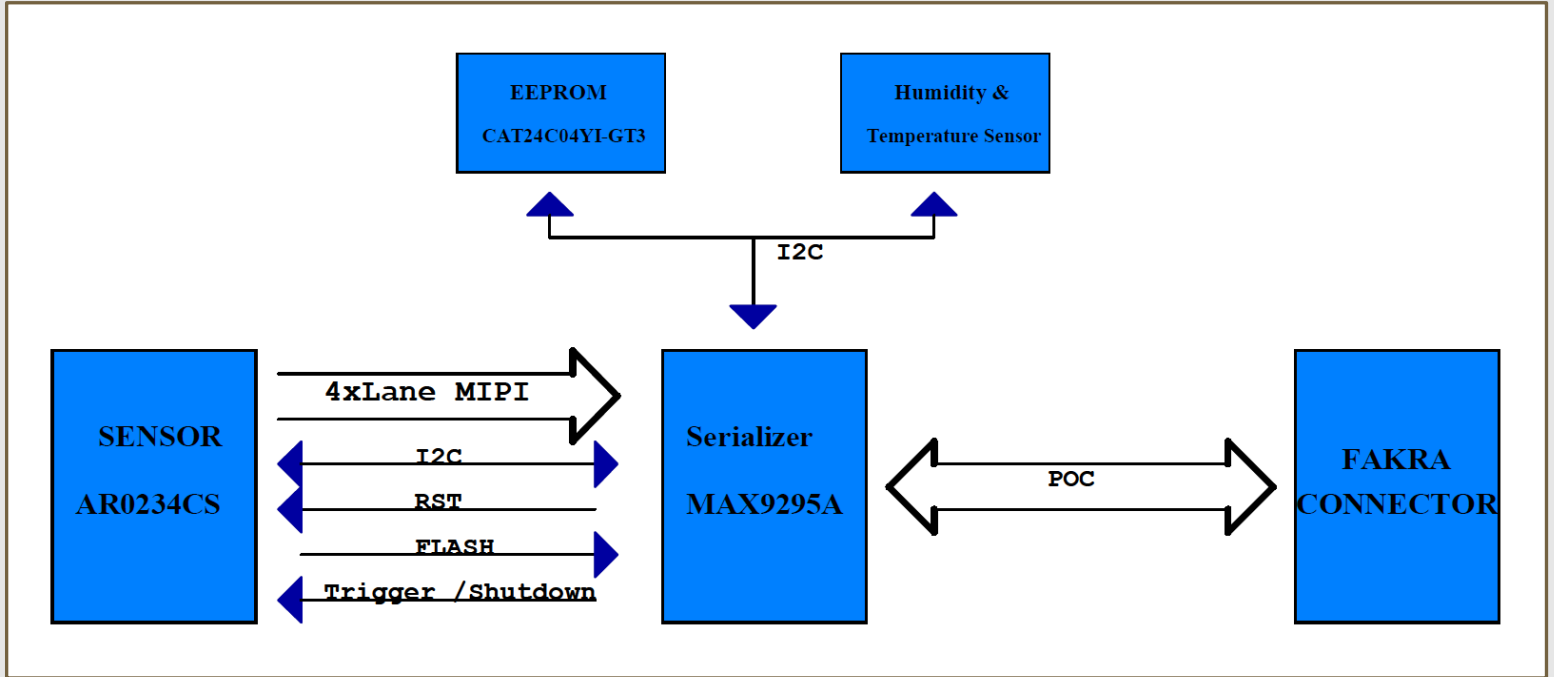 EEPROM
CAT24C04YI-GT3
Humidity &
Temperature Sensor
I2C
SENSOR
AR0234CS
4xLane MIPI
I2C
RST
FLASH
Trigger /Shutdown
Serializer
MAX9295A
POC
FAKRA
CONNECTOR